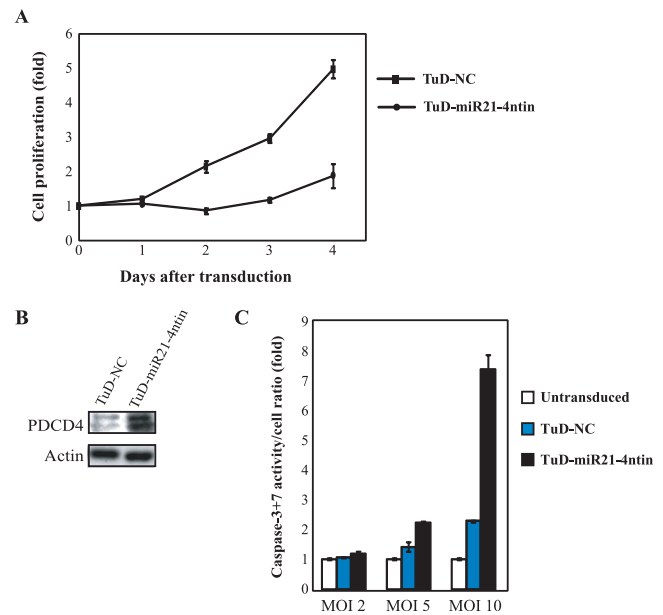 A
Cell proliferation (fold)
6
5
4
3
2
1
0
0 1 2 3 4
Days after transduction
TuD-NC
TuD-miR21-4ntin
B
TuD-NC
TuD-miR21-4ntin
PDCD4
Actin
C
Caspase-3+7 activity/cell ratio (fold)
9
8
7
6
5
4
3
2
1
0
MOI 2 MOI 5 MOI 10
Untransduced
TuD-NC
TuD-miR21-4ntin